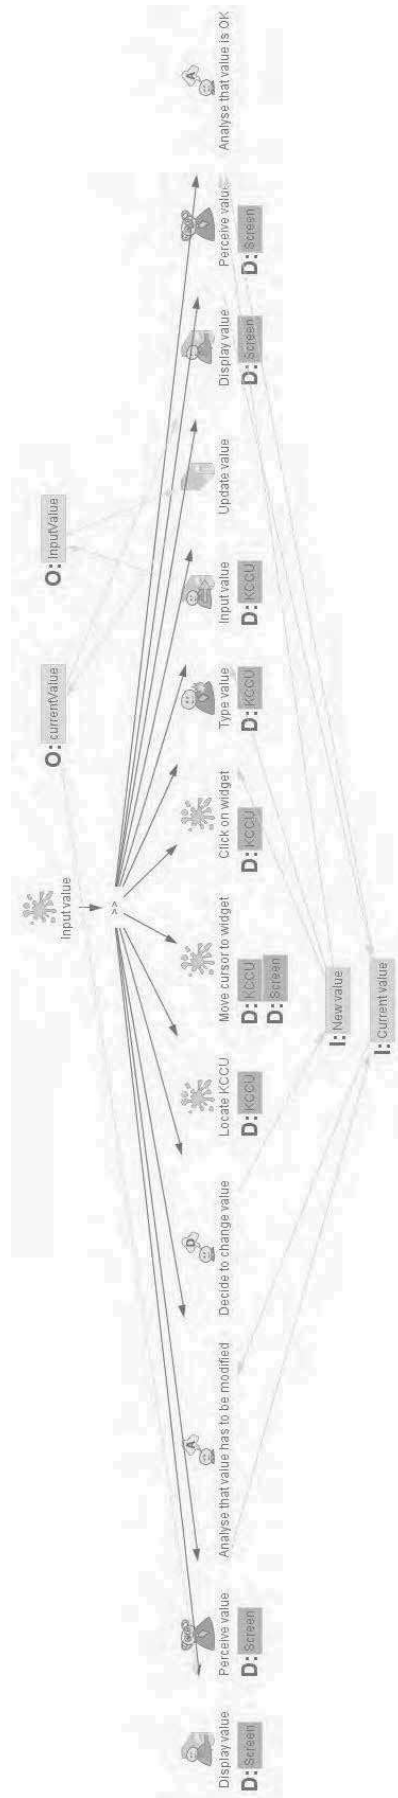 Input value
>>
O: currentValue
O: InputValue
Display value
D: Screen
Perceive value
D: Screen
Analyse that value has to be modified
Decide to change value
Locate KCCU
D: KCCU
Move cursor to widget
D: KCCU
D: Screen
Click on widget
D: KCCU
Type value
D: KCCU
Input value
D: KCCU
Update value
Display value
D: Screen
Perceive value
D: Screen
Analyse that value is OK
I: New value
I: Current value
A
D
A